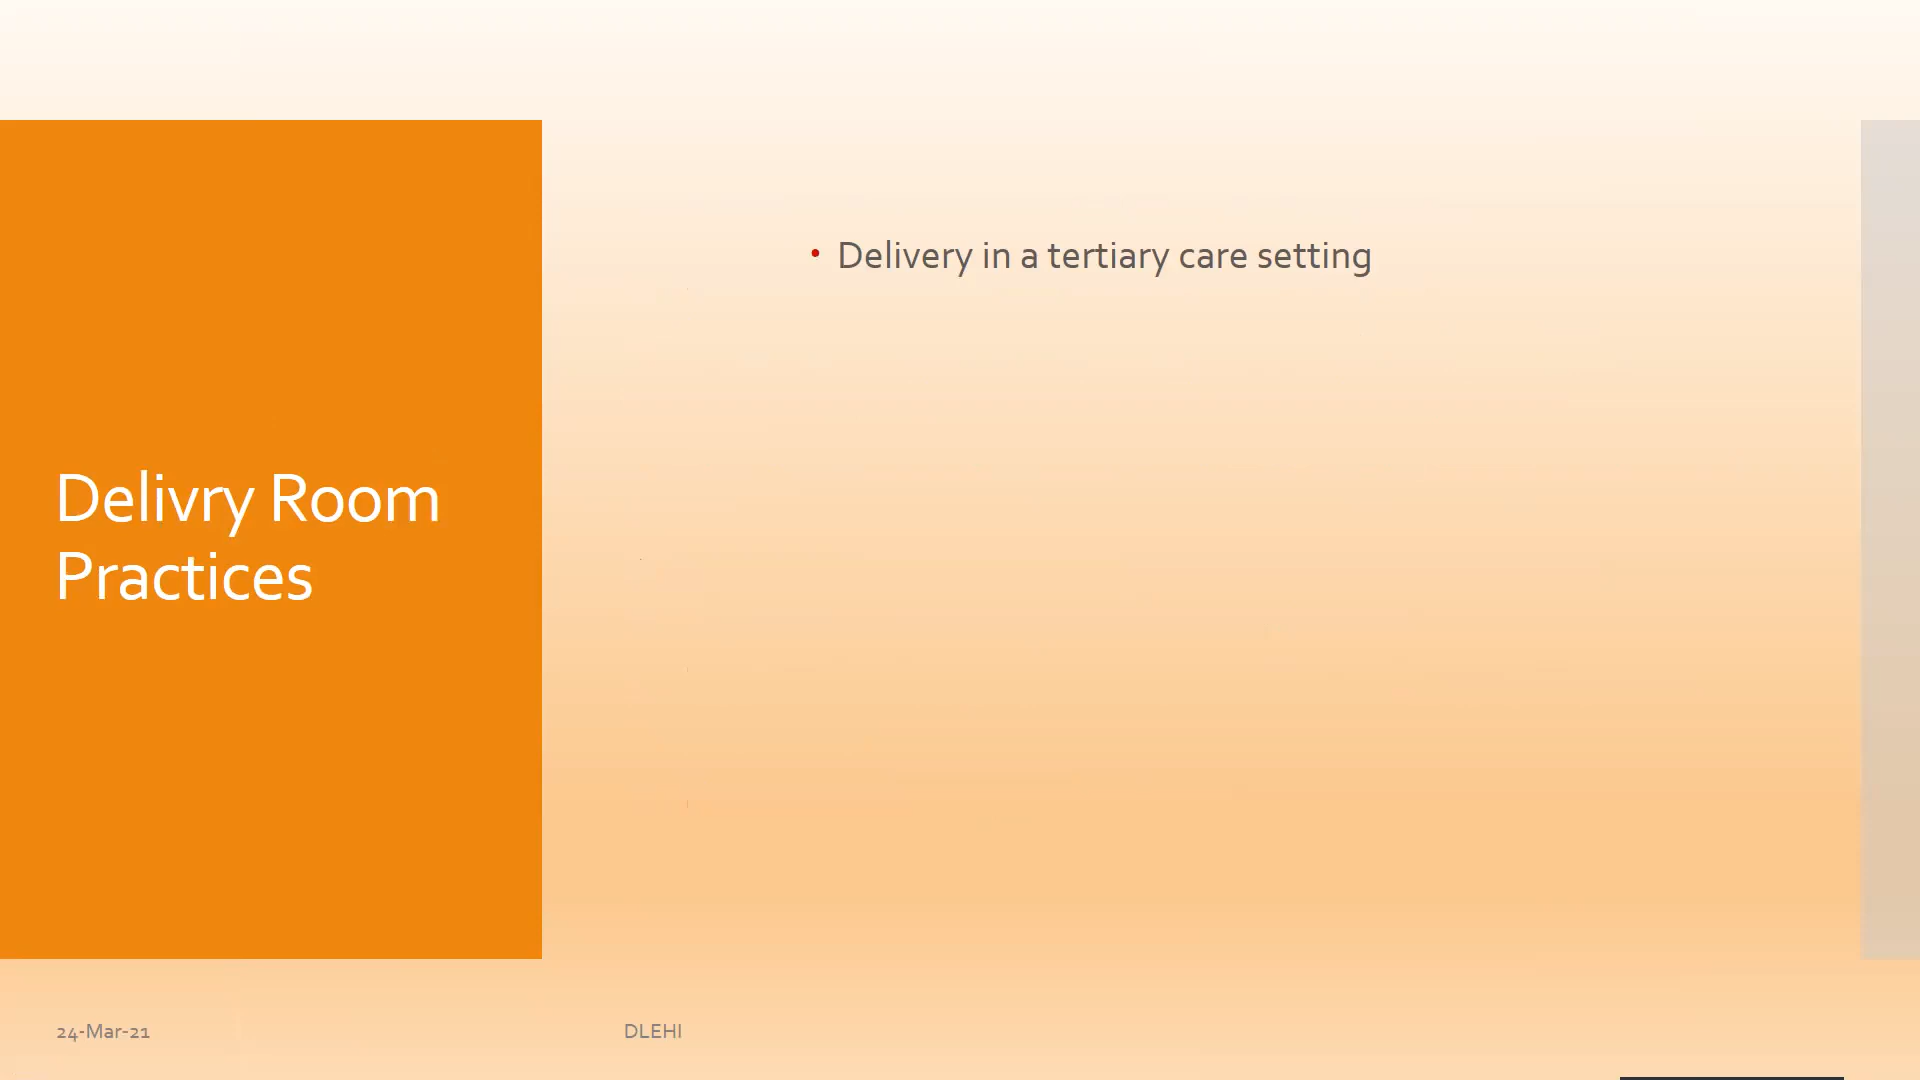 Delivry Room
Practices
• Delivery in a tertiary care setting
24-Mar-21
DLEHI